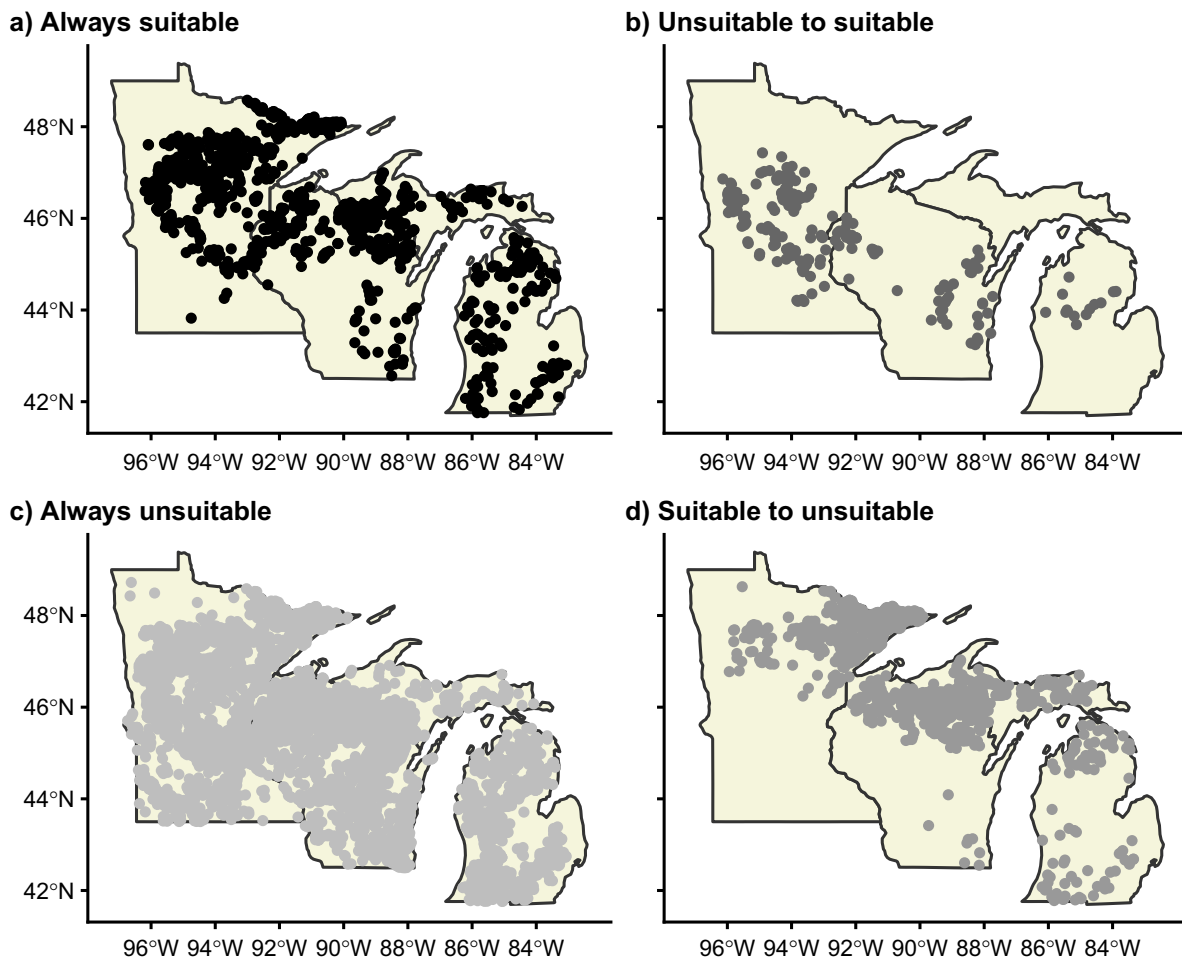 a) Always suitable
b) Unsuitable to suitable
48°N
46°N
44°N
42°N
96°W 94°W 92°W 90°W 88°W 86°W 84°W
96°W 94°W 92°W 90°W 88°W 86°W 84°W
c) Always unsuitable
d) Suitable to unsuitable
48°N
46°N
44°N
42°N
96°W 94°W 92°W 90°W 88°W 86°W 84°W
96°W 94°W 92°W 90°W 88°W 86°W 84°W